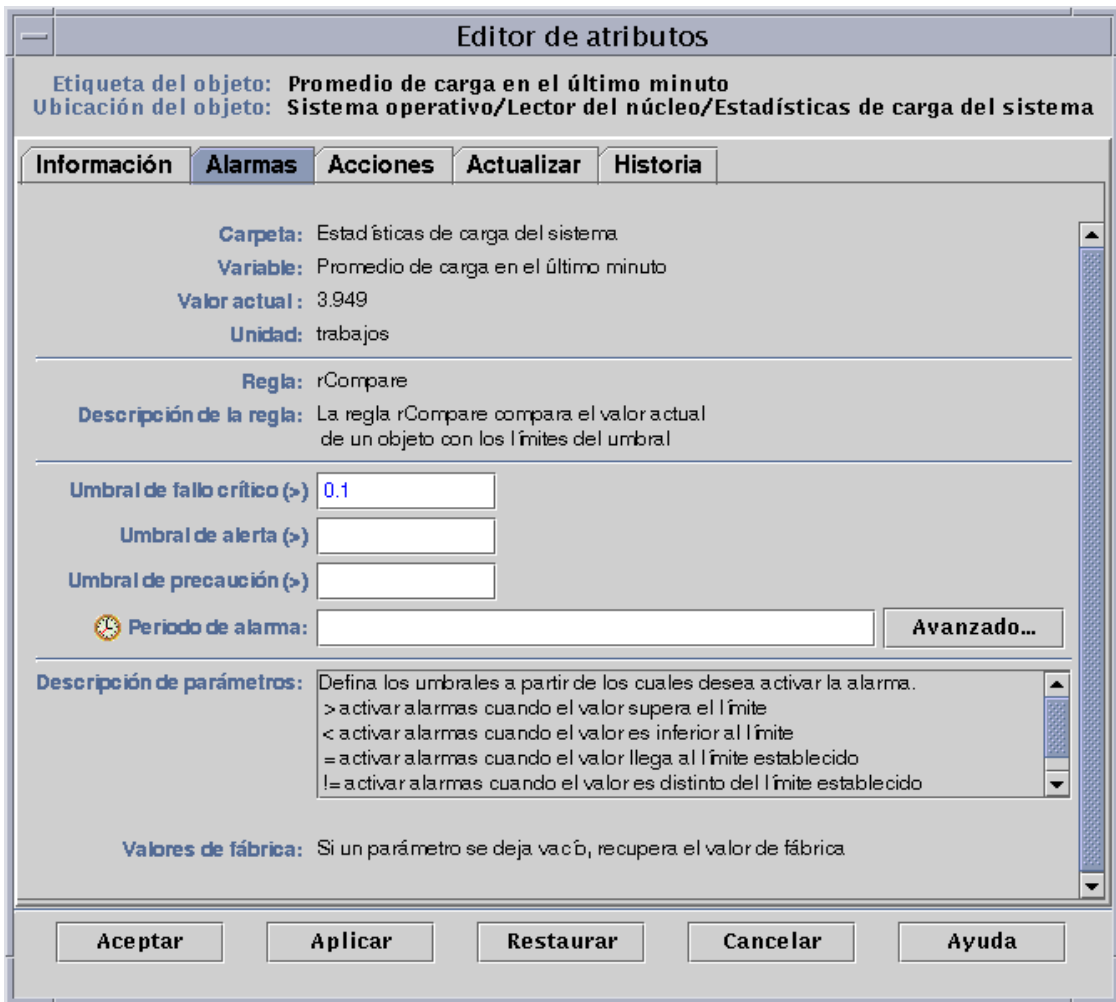 Editor de atributos
Etiqueta del objeto: Promedio de carga en el último minuto
Ubicación del objeto: Sistema operativo/Lector del núcleo/Estadísticas de carga del sistema
Información Alarmas Acciones Actualizar Historia
Carpeta: Estadísticas de carga del sistema
Variable: Promedio de carga en el último minuto
Valor actual: 3.949
Unidad: trabajos
Regla: rCompare
Descripción de la regla: La regla rCompare compara el valor actual
de un objeto con los límites del umbral
Umbral de fallo crítico (>) 0.1
Umbral de alerta (>)
Umbral de precaución (>)
Periodo de alarma: Avanzado...
Descripción de parámetros: Defina los umbrales a partir de los cuales desea activar la alarma.
> activar alarmas cuando el valor supera el límite
< activar alarmas cuando el valor es inferior al límite
= activar alarmas cuando el valor llega al límite establecido
!= activar alarmas cuando el valor es distinto del límite establecido
Valores de fábrica: Si un parámetro se deja vacío, recupera el valor de fábrica
Aceptar Aplicar Restaurar Cancelar Ayuda